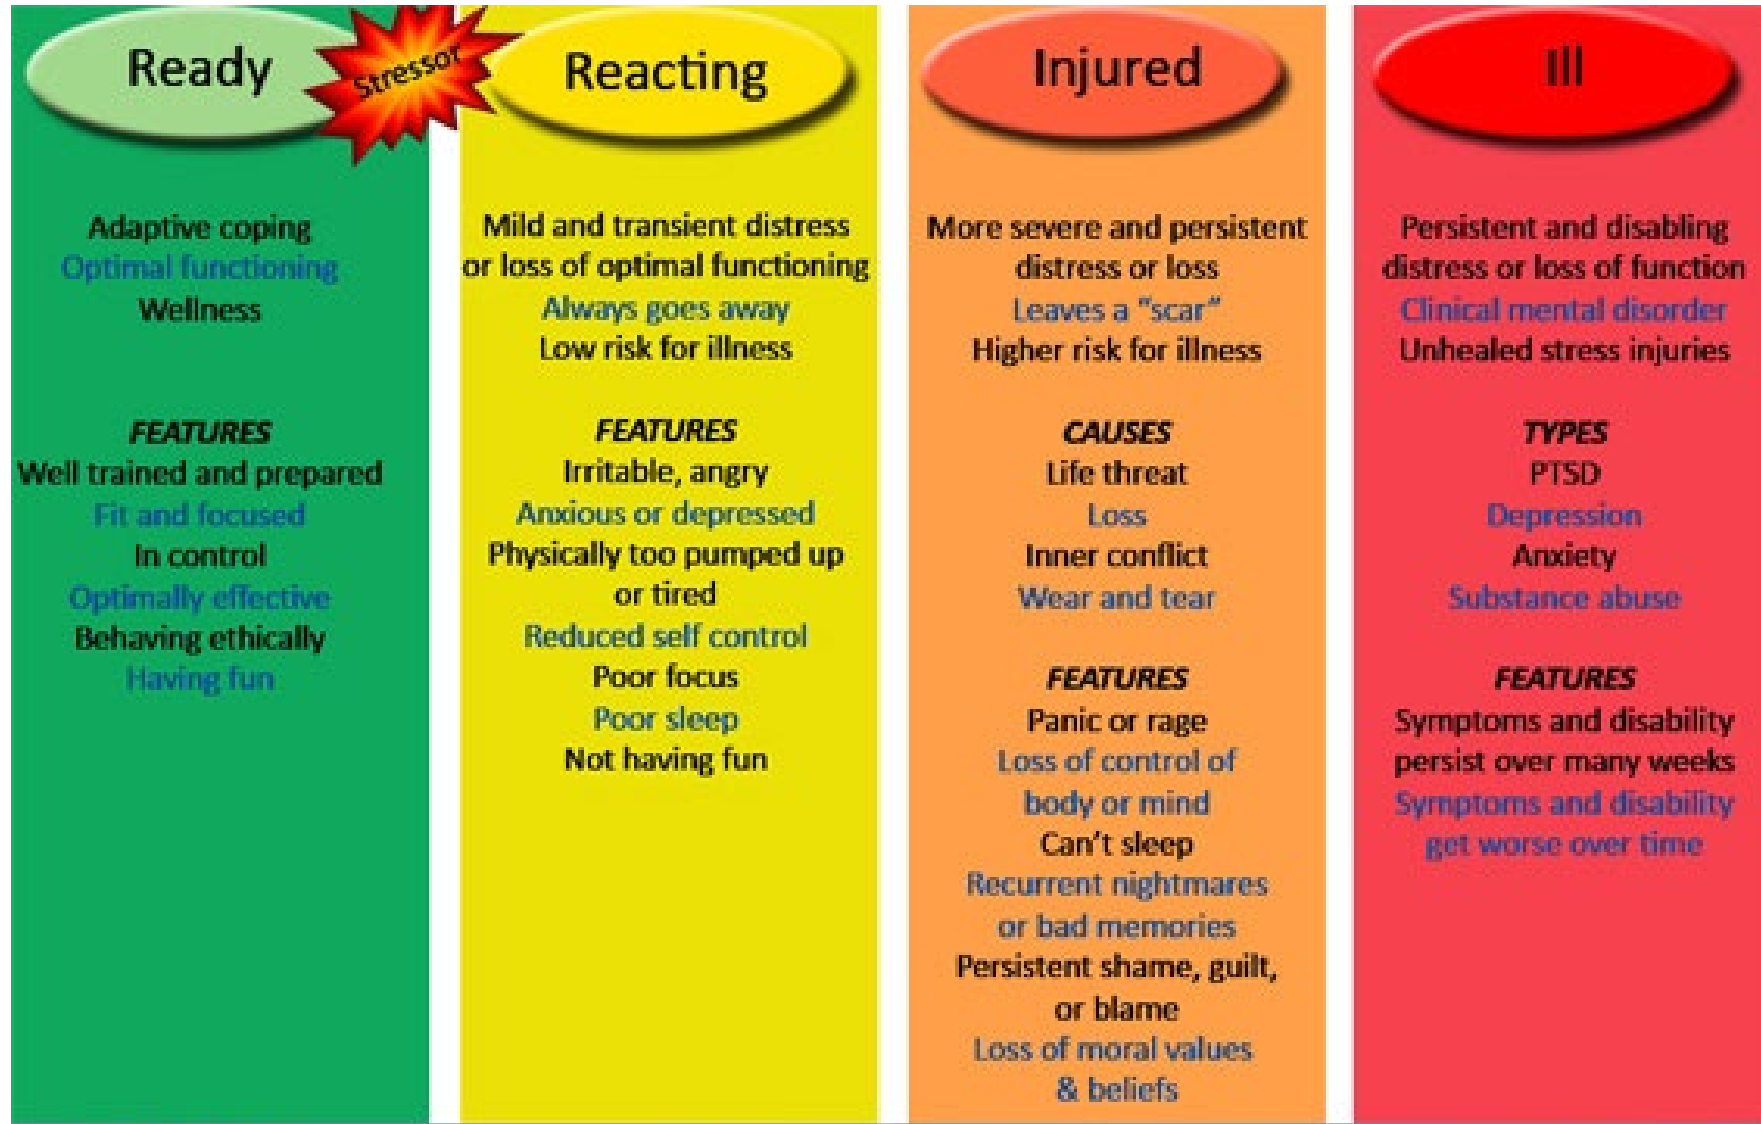 Ready
Stressor
Adaptive coping
Optimal functioning
Wellness
FEATURES
Well trained and prepared
Fit and focused
In control
Optimally effective
Behaving ethically
Having fun
Reacting
Mild and transient distress
or loss of optimal functioning
Always goes away
Low risk for illness
FEATURES
Irritable, angry
Anxious or depressed
Physically too pumped up
or tired
Reduced self control
Poor focus
Poor sleep
Not having fun
Injured
More severe and persistent
distress or loss
Leaves a “scar”
Higher risk for illness
CAUSES
Life threat
Loss
Inner conflict
Wear and tear
FEATURES
Panic or rage
Loss of control of
body or mind
Can’t sleep
Recurrent nightmares
or bad memories
Persistent shame, guilt,
or blame
Loss of moral values
& beliefs
Ill
Persistent and disabling
distress or loss of function
Clinical mental disorder
Unhealed stress injuries
TYPES
PTSD
Depression
Anxiety
Substance abuse
FEATURES
Symptoms and disability
persist over many weeks
Symptoms and disability
get worse over time